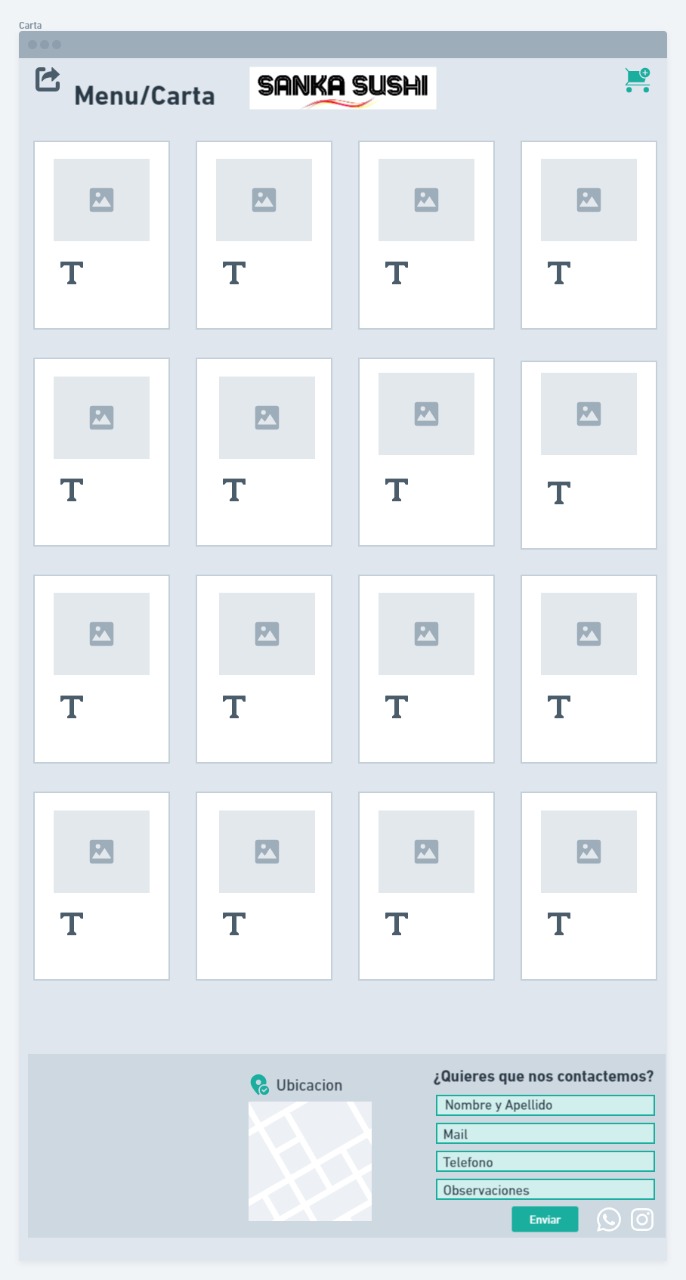 Carta
Menu/Carta
SANKA SUSHI
T T T T
T T T T
T T T T
T T T T
Ubicacion
¿Quieres que nos contactemos?
Nombre y Apellido
Mail
Telefono
Observaciones
Enviar